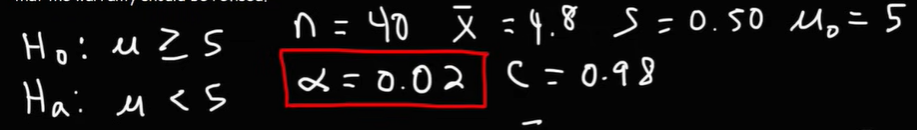 H₀: μ ≥ 5 n = 40 x̄ = 4.8 S = 0.50 μ₀ = 5
Hₐ: μ < 5 α = 0.02 C = 0.98